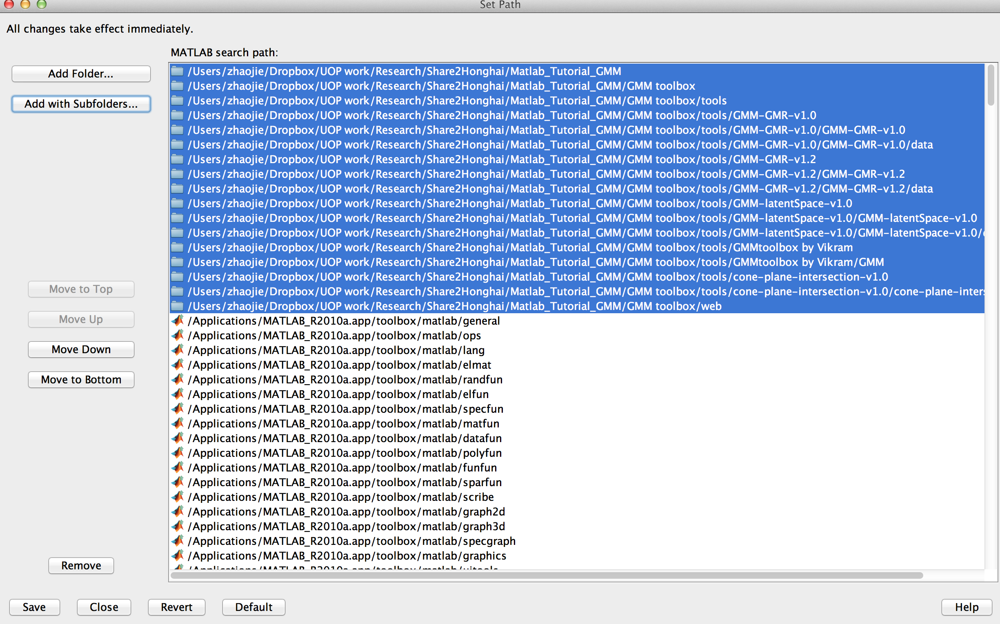 Set Path
All changes take effect immediately.
MATLAB search path:
Add Folder...
Add with Subfolders...
Move to Top
Move Up
Move Down
Move to Bottom
Remove
/Users/zhaojie/Dropbox/UOP work/Research/Share2Honghai/Matlab_Tutorial_GMM
/Users/zhaojie/Dropbox/UOP work/Research/Share2Honghai/Matlab_Tutorial_GMM/GMM toolbox
/Users/zhaojie/Dropbox/UOP work/Research/Share2Honghai/Matlab_Tutorial_GMM/GMM toolbox/tools
/Users/zhaojie/Dropbox/UOP work/Research/Share2Honghai/Matlab_Tutorial_GMM/GMM toolbox/tools/GMM-GMR-v1.0
/Users/zhaojie/Dropbox/UOP work/Research/Share2Honghai/Matlab_Tutorial_GMM/GMM toolbox/tools/GMM-GMR-v1.0/GMM-GMR-v1.0
/Users/zhaojie/Dropbox/UOP work/Research/Share2Honghai/Matlab_Tutorial_GMM/GMM toolbox/tools/GMM-GMR-v1.0/GMM-GMR-v1.0/data
/Users/zhaojie/Dropbox/UOP work/Research/Share2Honghai/Matlab_Tutorial_GMM/GMM toolbox/tools/GMM-GMR-v1.2
/Users/zhaojie/Dropbox/UOP work/Research/Share2Honghai/Matlab_Tutorial_GMM/GMM toolbox/tools/GMM-GMR-v1.2/GMM-GMR-v1.2
/Users/zhaojie/Dropbox/UOP work/Research/Share2Honghai/Matlab_Tutorial_GMM/GMM toolbox/tools/GMM-GMR-v1.2/GMM-GMR-v1.2/data
/Users/zhaojie/Dropbox/UOP work/Research/Share2Honghai/Matlab_Tutorial_GMM/GMM toolbox/tools/GMM-latentSpace-v1.0
/Users/zhaojie/Dropbox/UOP work/Research/Share2Honghai/Matlab_Tutorial_GMM/GMM toolbox/tools/GMM-latentSpace-v1.0/GMM-latentSpace-v1.0
/Users/zhaojie/Dropbox/UOP work/Research/Share2Honghai/Matlab_Tutorial_GMM/GMM toolbox/tools/GMM-latentSpace-v1.0/GMM-latentSpace-v1.0/
/Users/zhaojie/Dropbox/UOP work/Research/Share2Honghai/Matlab_Tutorial_GMM/GMM toolbox/tools/GMMtoolbox by Vikram
/Users/zhaojie/Dropbox/UOP work/Research/Share2Honghai/Matlab_Tutorial_GMM/GMM toolbox/tools/GMMtoolbox by Vikram/GMM
/Users/zhaojie/Dropbox/UOP work/Research/Share2Honghai/Matlab_Tutorial_GMM/GMM toolbox/tools/cone-plane-intersection-v1.0
/Users/zhaojie/Dropbox/UOP work/Research/Share2Honghai/Matlab_Tutorial_GMM/GMM toolbox/tools/cone-plane-intersection-v1.0/cone-plane-inters
/Users/zhaojie/Dropbox/UOP work/Research/Share2Honghai/Matlab_Tutorial_GMM/GMM toolbox/web
/Applications/MATLAB_R2010a.app/toolbox/matlab/general
/Applications/MATLAB_R2010a.app/toolbox/matlab/ops
/Applications/MATLAB_R2010a.app/toolbox/matlab/lang
/Applications/MATLAB_R2010a.app/toolbox/matlab/elmat
/Applications/MATLAB_R2010a.app/toolbox/matlab/randfun
/Applications/MATLAB_R2010a.app/toolbox/matlab/elfun
/Applications/MATLAB_R2010a.app/toolbox/matlab/specfun
/Applications/MATLAB_R2010a.app/toolbox/matlab/matfun
/Applications/MATLAB_R2010a.app/toolbox/matlab/datafun
/Applications/MATLAB_R2010a.app/toolbox/matlab/polyfun
/Applications/MATLAB_R2010a.app/toolbox/matlab/funfun
/Applications/MATLAB_R2010a.app/toolbox/matlab/sparfun
/Applications/MATLAB_R2010a.app/toolbox/matlab/scribe
/Applications/MATLAB_R2010a.app/toolbox/matlab/graph2d
/Applications/MATLAB_R2010a.app/toolbox/matlab/graph3d
/Applications/MATLAB_R2010a.app/toolbox/matlab/specgraph
/Applications/MATLAB_R2010a.app/toolbox/matlab/graphics
Save
Close
Revert
Default
Help